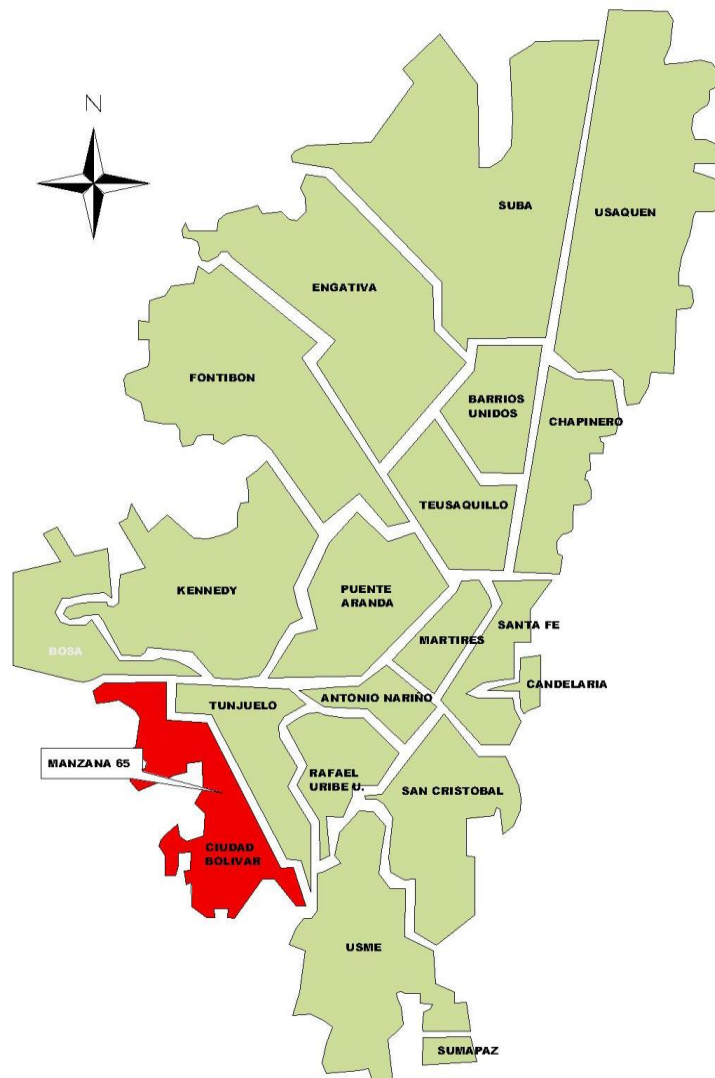 N
SUBA
USAQUEN
ENGATIVA
FONTIBON
BARRIOS
UNIDOS
CHAPINERO
TEUSAQUILLO
KENNEDY
PUENTE
ARANDA
SANTA FE
MARTIRES
BOSA
CANDELARIA
TUNJUELO
ANTONIO NARIÑO
MANZANA 65
RAFAEL
URIBE U.
SAN CRISTOBAL
CIUDAD
BOLIVAR
USME
SUMAPAZ